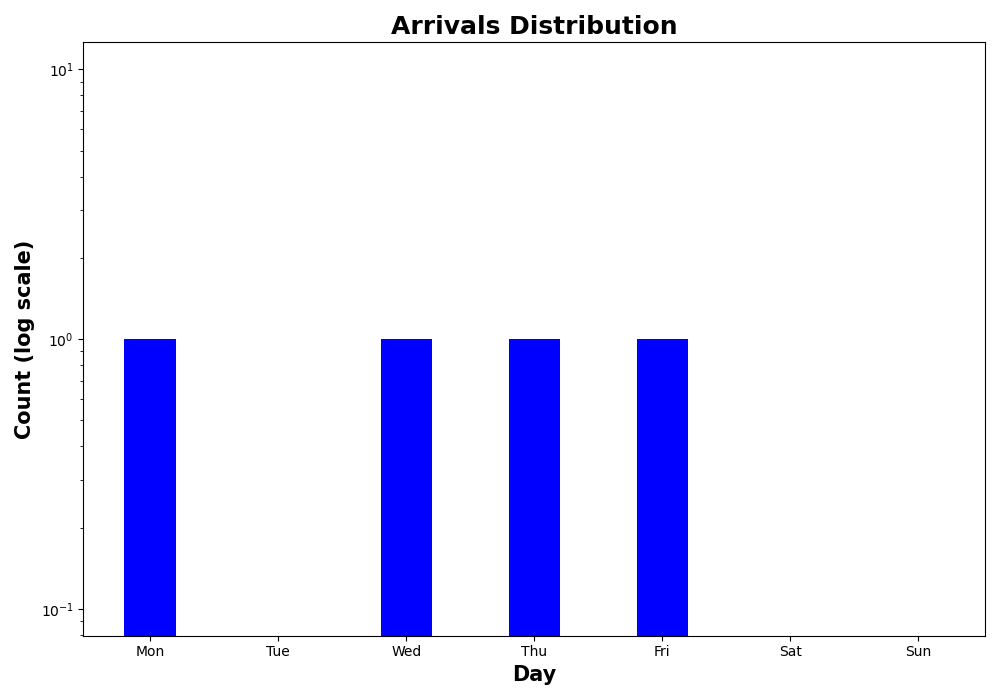 Arrivals Distribution
Count (log scale)
10¹
10⁰
10⁻¹
Mon Tue Wed Thu Fri Sat Sun
Day